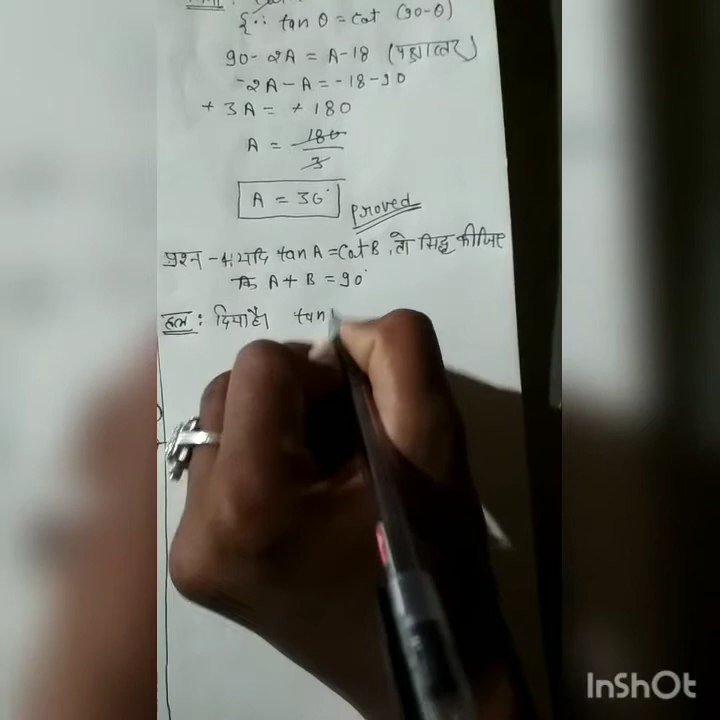 {∵ tan θ = cat (90-θ)
90 - 2A = A - 18 (पक्षान्तर)
-2A - A = -18 - 90
+ 3A = + 180
A = 180/3
A = 36°
Proved
प्रश्न - 4. यदि tan A = Cot B, तो सिद्ध कीजिए
कि A + B = 90°
हल : दिया है। tan
InShOt